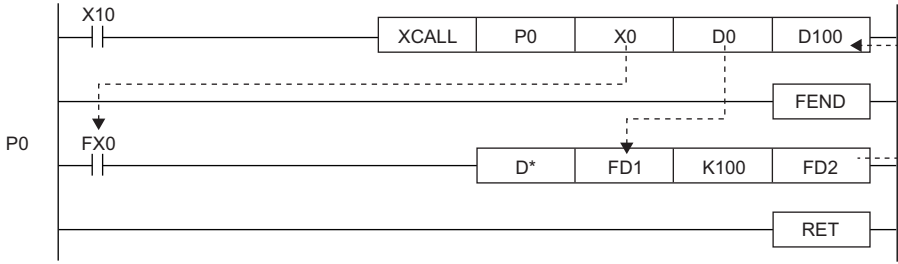 X10
XCALL P0 X0 D0 D100
FEND
P0 FX0
D* FD1 K100 FD2
RET